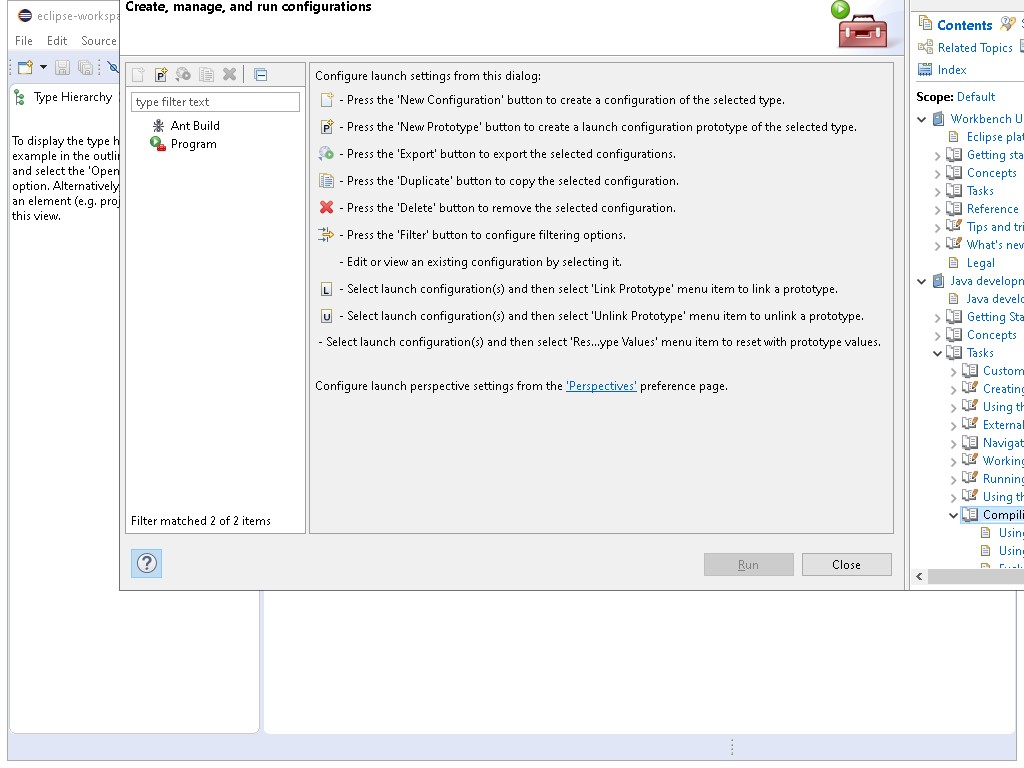 eclipse-workspa
File Edit Source
Type Hierarchy
To display the type h
example in the outlin
and select the 'Open
option. Alternatively
an element (e.g. proj
this view.
Create, manage, and run configurations
type filter text
Ant Build
Program
Filter matched 2 of 2 items
Configure launch settings from this dialog:
- Press the 'New Configuration' button to create a configuration of the selected type.
- Press the 'New Prototype' button to create a launch configuration prototype of the selected type.
- Press the 'Export' button to export the selected configurations.
- Press the 'Duplicate' button to copy the selected configuration.
- Press the 'Delete' button to remove the selected configuration.
- Press the 'Filter' button to configure filtering options.
- Edit or view an existing configuration by selecting it.
L - Select launch configuration(s) and then select 'Link Prototype' menu item to link a prototype.
U - Select launch configuration(s) and then select 'Unlink Prototype' menu item to unlink a prototype.
- Select launch configuration(s) and then select 'Res...ype Values' menu item to reset with prototype values.
Configure launch perspective settings from the 'Perspectives' preference page.
Run Close
Contents
Related Topics
Index
Scope: Default
Workbench U
Eclipse plat
Getting sta
Concepts
Tasks
Reference
Tips and tri
What's new
Legal
Java developn
Java develo
Getting Sta
Concepts
Tasks
Custom
Creating
Using th
External
Navigat
Working
Running
Using th
Compili
Using
Using